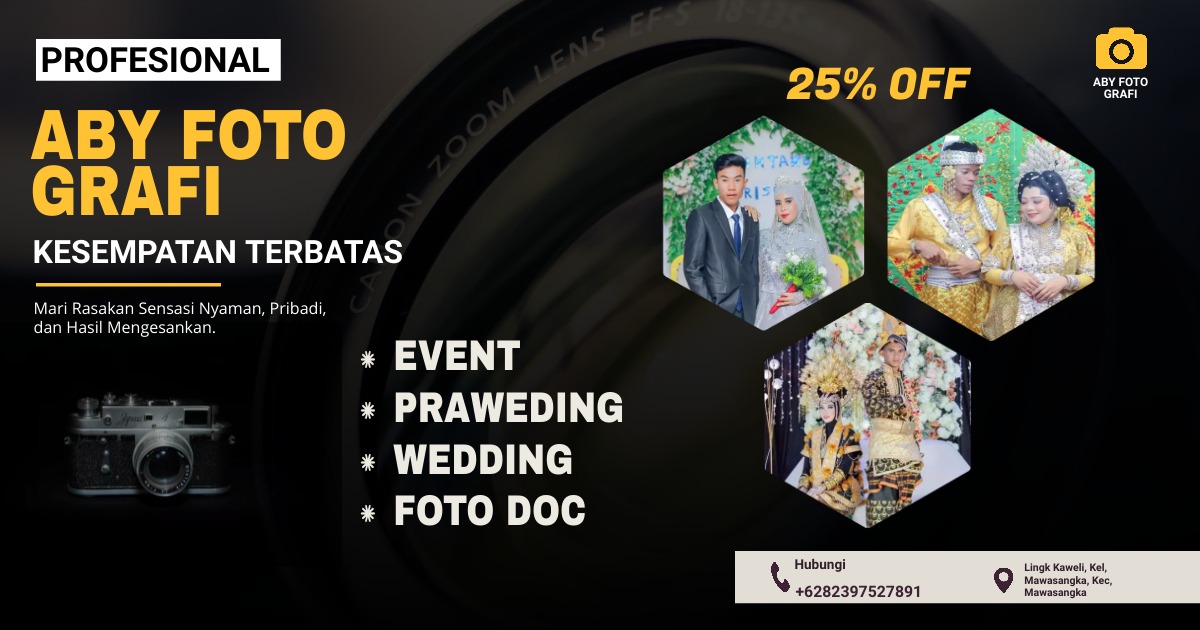 PROFESIONAL
ABY FOTO
GRAFI
KESEMPATAN TERBATAS
Mari Rasakan Sensasi Nyaman, Pribadi,
dan Hasil Mengesankan.
EVENT
PRAWEDING
WEDDING
FOTO DOC
CANON ZOOM LENS EF-S 18-135
25% OFF
ABY FOTO
GRAFI
Hubungi
+6282397527891
Lingk Kaweli, Kel,
Mawasangka, Kec,
Mawasangka